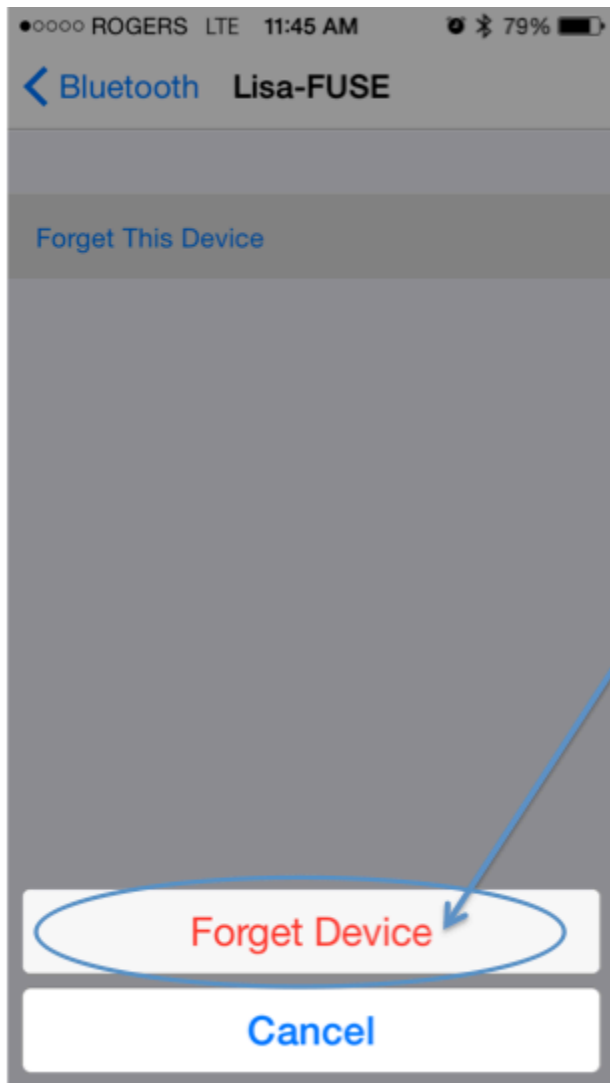 ROGERS LTE 11:45 AM 79%
Bluetooth Lisa-FUSE
Forget This Device
Forget Device
Cancel